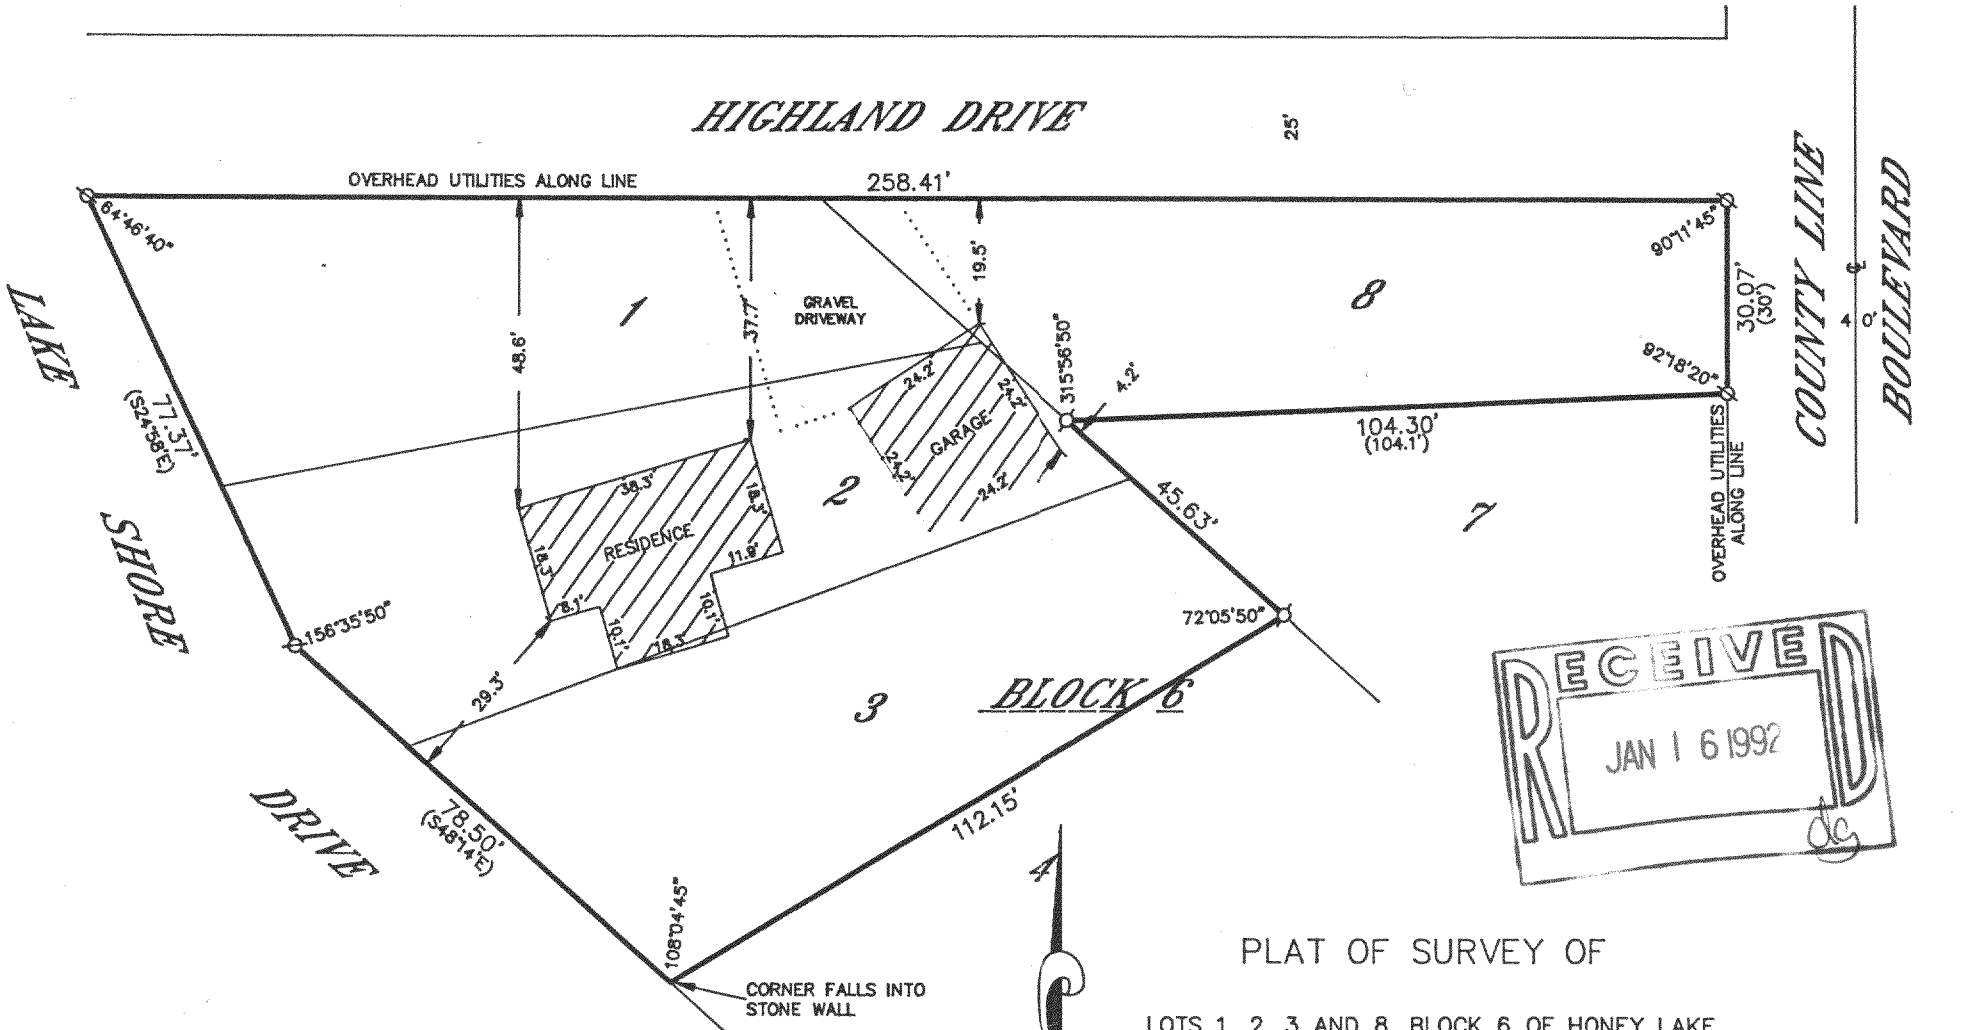 HIGHLAND DRIVE
25'
OVERHEAD UTILITIES ALONG LINE
258.41'
64°46'40"
90°11'45"
COUNTY LINE
BOULEVARD
LAKE
SHORE
DRIVE
1
48.6'
37.7'
GRAVEL
DRIVEWAY
19.5'
8
30.07'
(30')
40'
92°18'20"
315°56'50"
4.2'
104.30'
(104.1')
77.37'
(S24°58'E)
24.2'
24.2'
GARAGE
24.2'
24.2'
2
38.3'
18.3'
RESIDENCE
18.3'
11.9'
8.1'
10.1'
10.1'
18.3'
45.63'
7
OVERHEAD UTILITIES
ALONG LINE
156°35'50"
72°05'50"
29.3'
3
BLOCK 6
RECEIVED
JAN 16 1992
dg
78.50'
(S48°14'E)
112.15'
108°04'45"
4
CORNER FALLS INTO
STONE WALL
PLAT OF SURVEY OF
LOTS 1, 2, 3 AND 8, BLOCK 6 OF HONEY LAKE